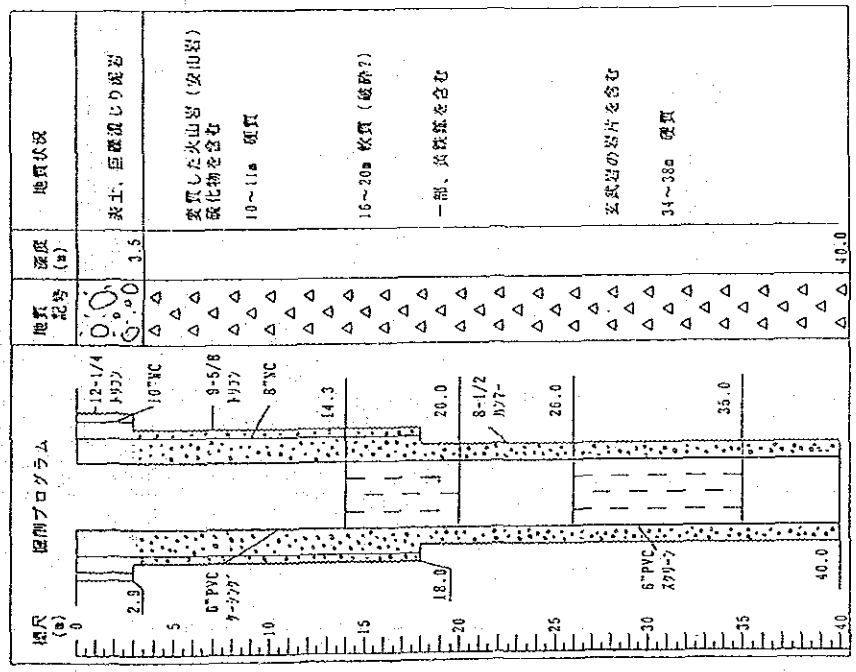 標尺
(m)
掘削プログラム
地質
記号
深度
(m)
地質状況
0
5
10
15
20
25
30
35
40
2.9
6"PVC
ケーシング
18.0
6"PVC
スクリーン
40.0
12-1/4
トリコン
10"WC
9-5/8
トリコン
8"WC
14.3
20.0
8-1/2
ハンマー
26.0
35.0
3.5
40.0
表土、巨礫混じり泥岩
変質した火山岩(安山岩)
硫化物を含む
10~11m 硬質
16~20m 軟質(破砕?)
一部、黄鉄鉱を含む
玄武岩の岩片を含む
34~38m 硬質